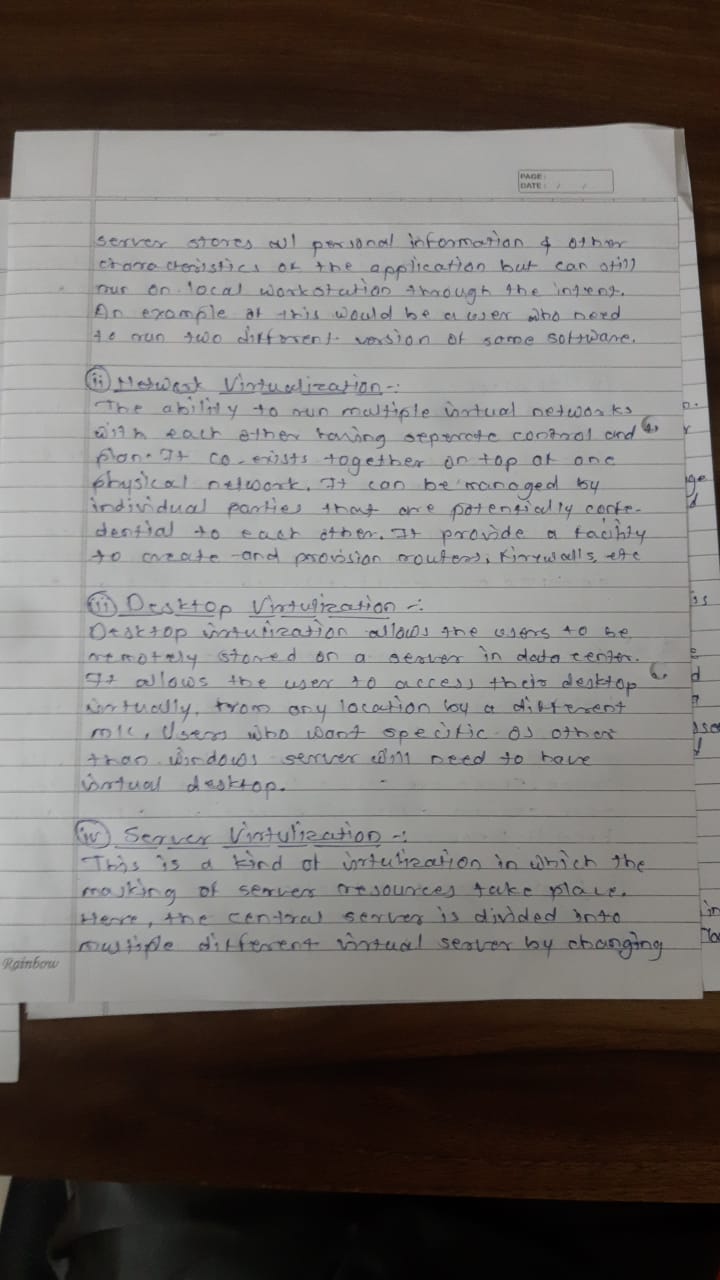 PAGE:
DATE: / /
server stores all personal information & other
characteristics of the application but can still
run on local workstation through the intrent.
An example of this would be a user who need
to run two different version of same software.
(ii) Network Virtualization -:
The ability to run multiple virtual networks
with each other having seperate control and
plan. It co-exists together on top of one
physical network. It can be managed by
individual parties that are potentially confe-
dential to each other. It provide a facility
to create and provision routers, firewalls, etc
(iii) Desktop Virtulization -:
Desktop virtulization allows the users to be
remotely stored on a server in data center.
It allows the user to access their desktop
virtually, from any location by a different
m/c, Users who want specific OS other
than windows server will need to have
virtual desktop.
(iv) Server Virtulization -:
This is a kind of virtulization in which the
masking of server resources take place.
Here, the central server is divided into
multiple different virtual server by changing
Rainbow